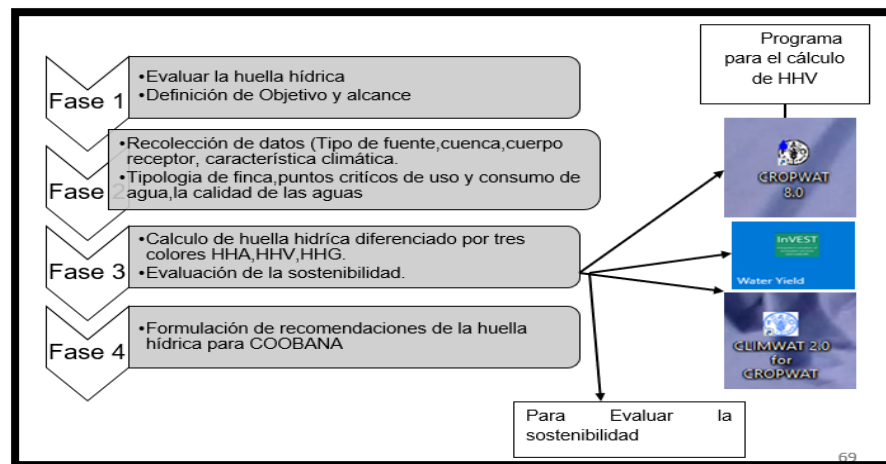 Fase 1
•Evaluar la huella hídrica
•Definición de Objetivo y alcance
Fase 2
•Recolección de datos (Tipo de fuente,cuenca,cuerpo
receptor, característica climática.
•Tipologia de finca,puntos critícos de uso y consumo de
agua,la calidad de las aguas
Fase 3
•Calculo de huella hidríca diferenciado por tres
colores HHA,HHV,HHG.
•Evaluación de la sostenibilidad.
Fase 4
•Formulación de recomendaciones de la huella
hídrica para COOBANA
Programa
para el cálculo
de HHV
CROPWAT
8.0
InVEST
Water Yield
CLIMWAT 2.0
for
CROPWAT
Para Evaluar la
sostenibilidad
69